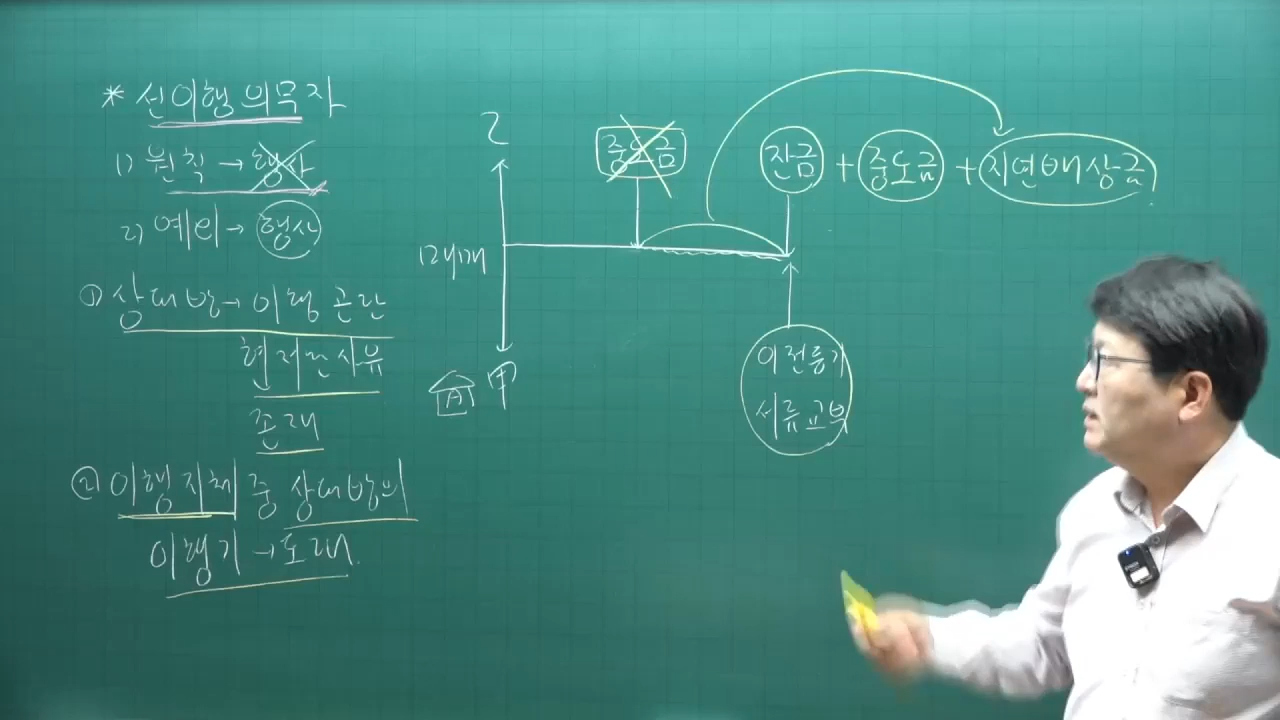 * 선이행의무자
1) 원칙 → 행사
2) 예외 → 행사
① 상대방 → 이행 곤란
현저한 사유
존재
② 이행지체 중 상대방의
이행기 → 도래.
乙
매매
甲
A
중도금
잔금 + 중도금 + 지연배상금
이전등기
서류교부